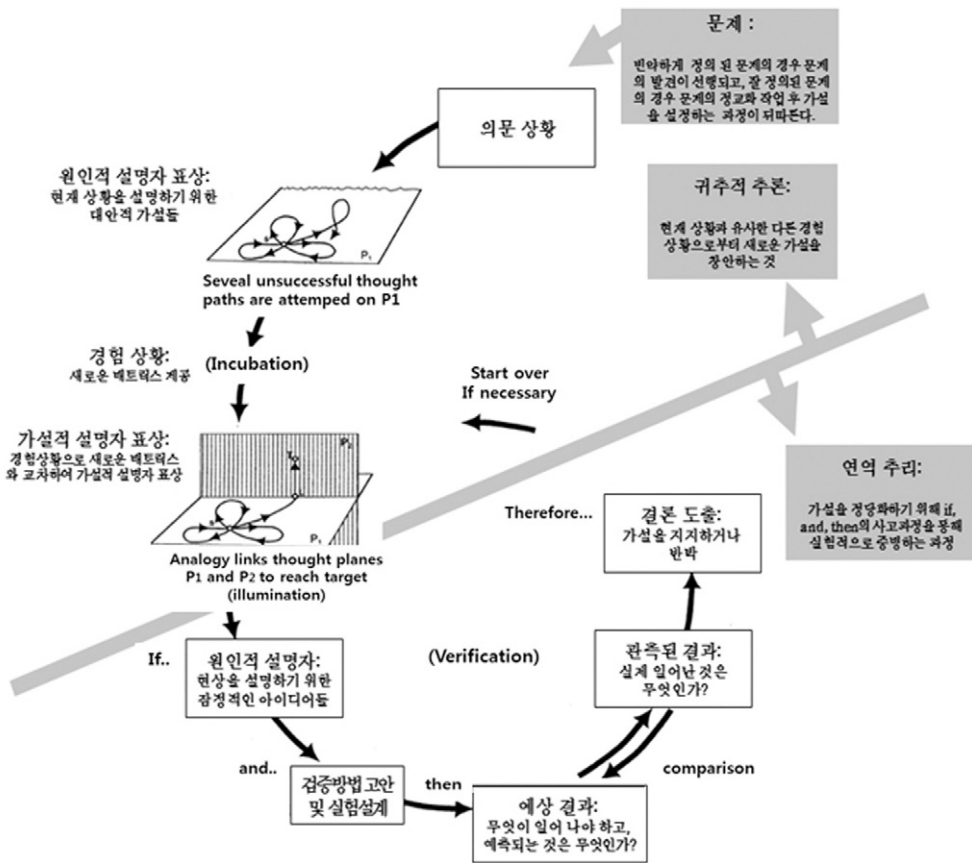 문제 :
빈약하게 정의 된 문제의 경우 문제
의 발견이 선행되고, 잘 정의된 문제
의 경우 문제의 정교화 작업 후 가설
을 설정하는 과정이 뒤따른다.
의문 상황
원인적 설명자 표상:
현재 상황을 설명하기 위한
대안적 가설들
P₁
Seveal unsuccessful thought
paths are attemped on P1
귀추적 추론:
현재 상황과 유사한 다른 경험
상황으로부터 새로운 가설을
창안하는 것
경험 상황:
새로운 매트릭스 제공
(Incubation)
Start over
If necessary
가설적 설명자 표상:
경험상황으로 새로운 매트릭스
와 교차하여 가설적 설명자 표상
P₂
P₁
Analogy links thought planes
P1 and P2 to reach target
(illumination)
연역 추리:
가설을 정당화하기 위해 if,
and, then의 사고과정을 통해
실험적으로 증명하는 과정
Therefore...
결론 도출:
가설을 지지하거나
반박
If..
원인적 설명자:
현상을 설명하기 위한
잠정적인 아이디어들
(Verification)
관측된 결과:
실제 일어난 것은
무엇인가?
and..
검증방법 고안
및 실험설계
then
comparison
예상 결과:
무엇이 일어 나야 하고,
예측되는 것은 무엇인가?